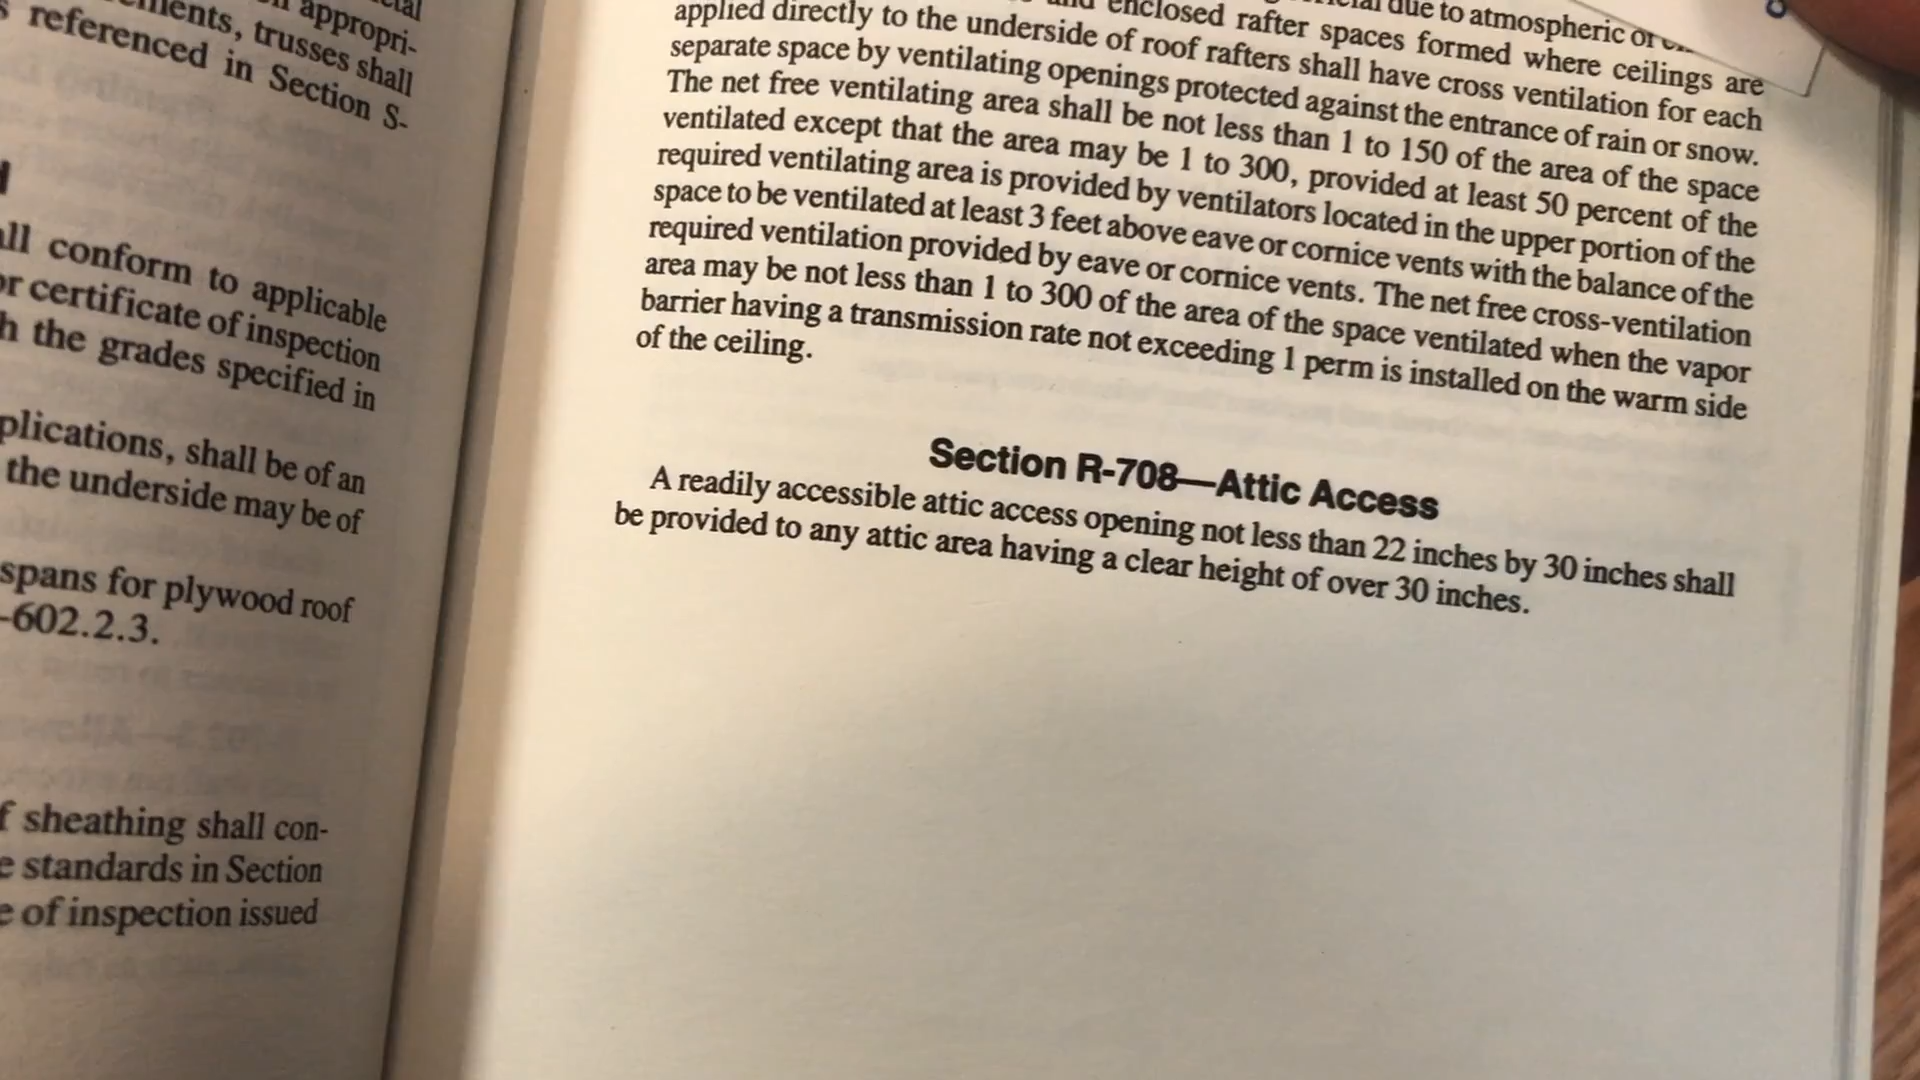 appropri-
trusses shall
referenced in Section S-
all conform to applicable
or certificate of inspection
h the grades specified in
plications, shall be of an
the underside may be of
spans for plywood roof
-602.2.3.
f sheathing shall con-
e standards in Section
e of inspection issued
due to atmospheric or
enclosed rafter spaces formed where ceilings are
applied directly to the underside of roof rafters shall have cross ventilation for each
separate space by ventilating openings protected against the entrance of rain or snow.
The net free ventilating area shall be not less than 1 to 150 of the area of the space
ventilated except that the area may be 1 to 300, provided at least 50 percent of the
required ventilating area is provided by ventilators located in the upper portion of the
space to be ventilated at least 3 feet above eave or cornice vents with the balance of the
required ventilation provided by eave or cornice vents. The net free cross-ventilation
area may be not less than 1 to 300 of the area of the space ventilated when the vapor
barrier having a transmission rate not exceeding 1 perm is installed on the warm side
of the ceiling.
Section R-708—Attic Access
A readily accessible attic access opening not less than 22 inches by 30 inches shall
be provided to any attic area having a clear height of over 30 inches.